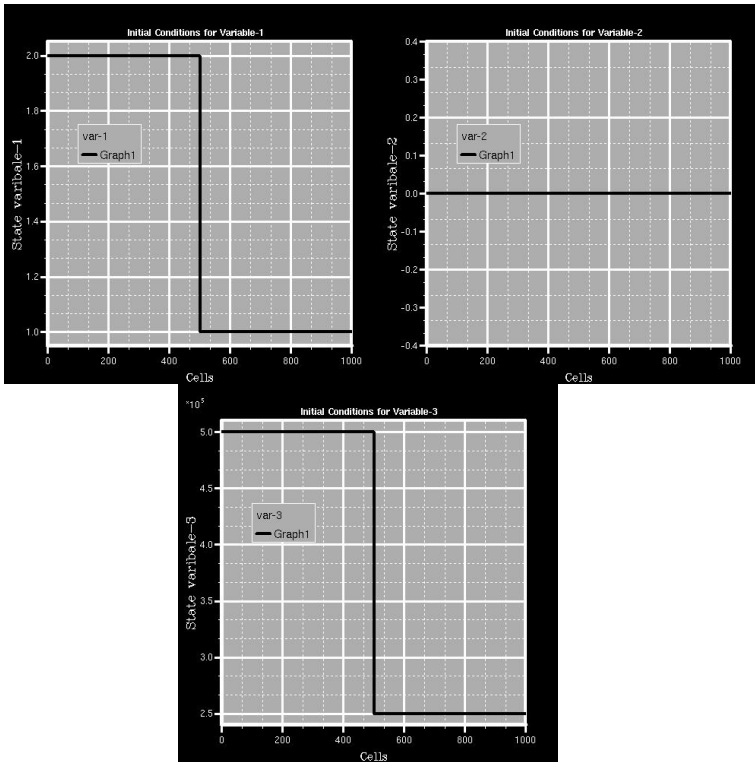 Initial Conditions for Variable-1
State varibale-1
2.0
1.8
1.6
1.4
1.2
1.0
var-1
Graph1
0 200 400 600 800 1000
Cells
Initial Conditions for Variable-2
State varibale-2
0.4
0.3
0.2
0.1
0.0
-0.1
-0.2
-0.3
-0.4
var-2
Graph1
0 200 400 600 800 1000
Cells
×10⁵
Initial Conditions for Variable-3
State varibale-3
5.0
4.5
4.0
3.5
3.0
2.5
var-3
Graph1
0 200 400 600 800 1000
Cells